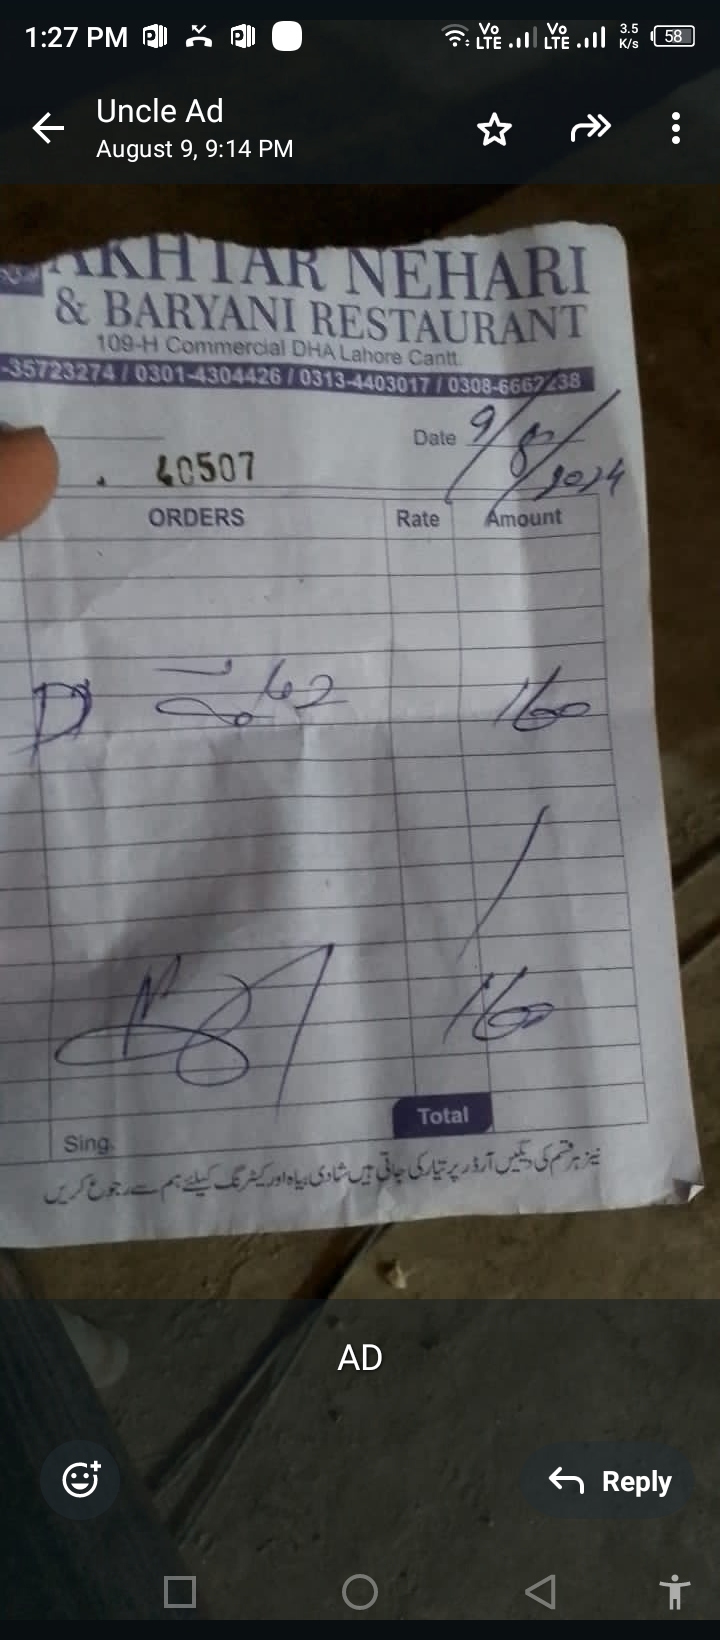 1:27 PM
Vo LTE Vo LTE 3.5 K/s 58
Uncle Ad
August 9, 9:14 PM
AKHTAR NEHARI
& BARYANI RESTAURANT
109-H Commercial DHA Lahore Cantt.
-35723274 / 0301-4304426 / 0313-4403017 / 0308-6662238
Date 9/8/2024
40507
ORDERS Rate Amount
D 160
160
Total
Sing.
نیز ہر قسم کی دیگیں آرڈر پر تیار کی جاتی ہیں شادی بیاہ اور کیٹرنگ کیلئے ہم سے رجوع کریں
AD
Reply